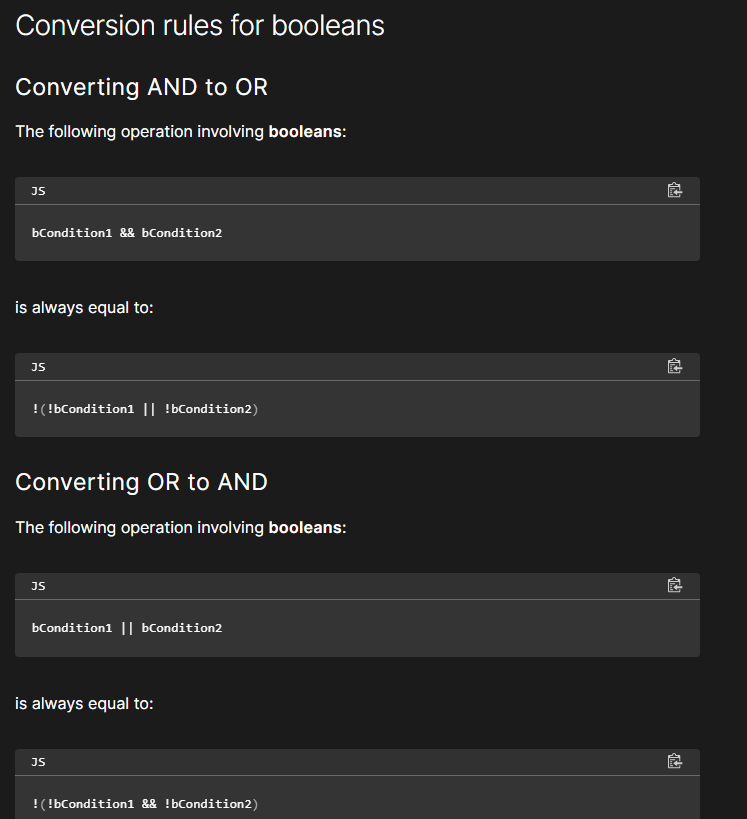 Conversion rules for booleans
Converting AND to OR
The following operation involving booleans:
JS
bCondition1 && bCondition2
is always equal to:
JS
!(!bCondition1 || !bCondition2)
Converting OR to AND
The following operation involving booleans:
JS
bCondition1 || bCondition2
is always equal to:
JS
!(!bCondition1 && !bCondition2)